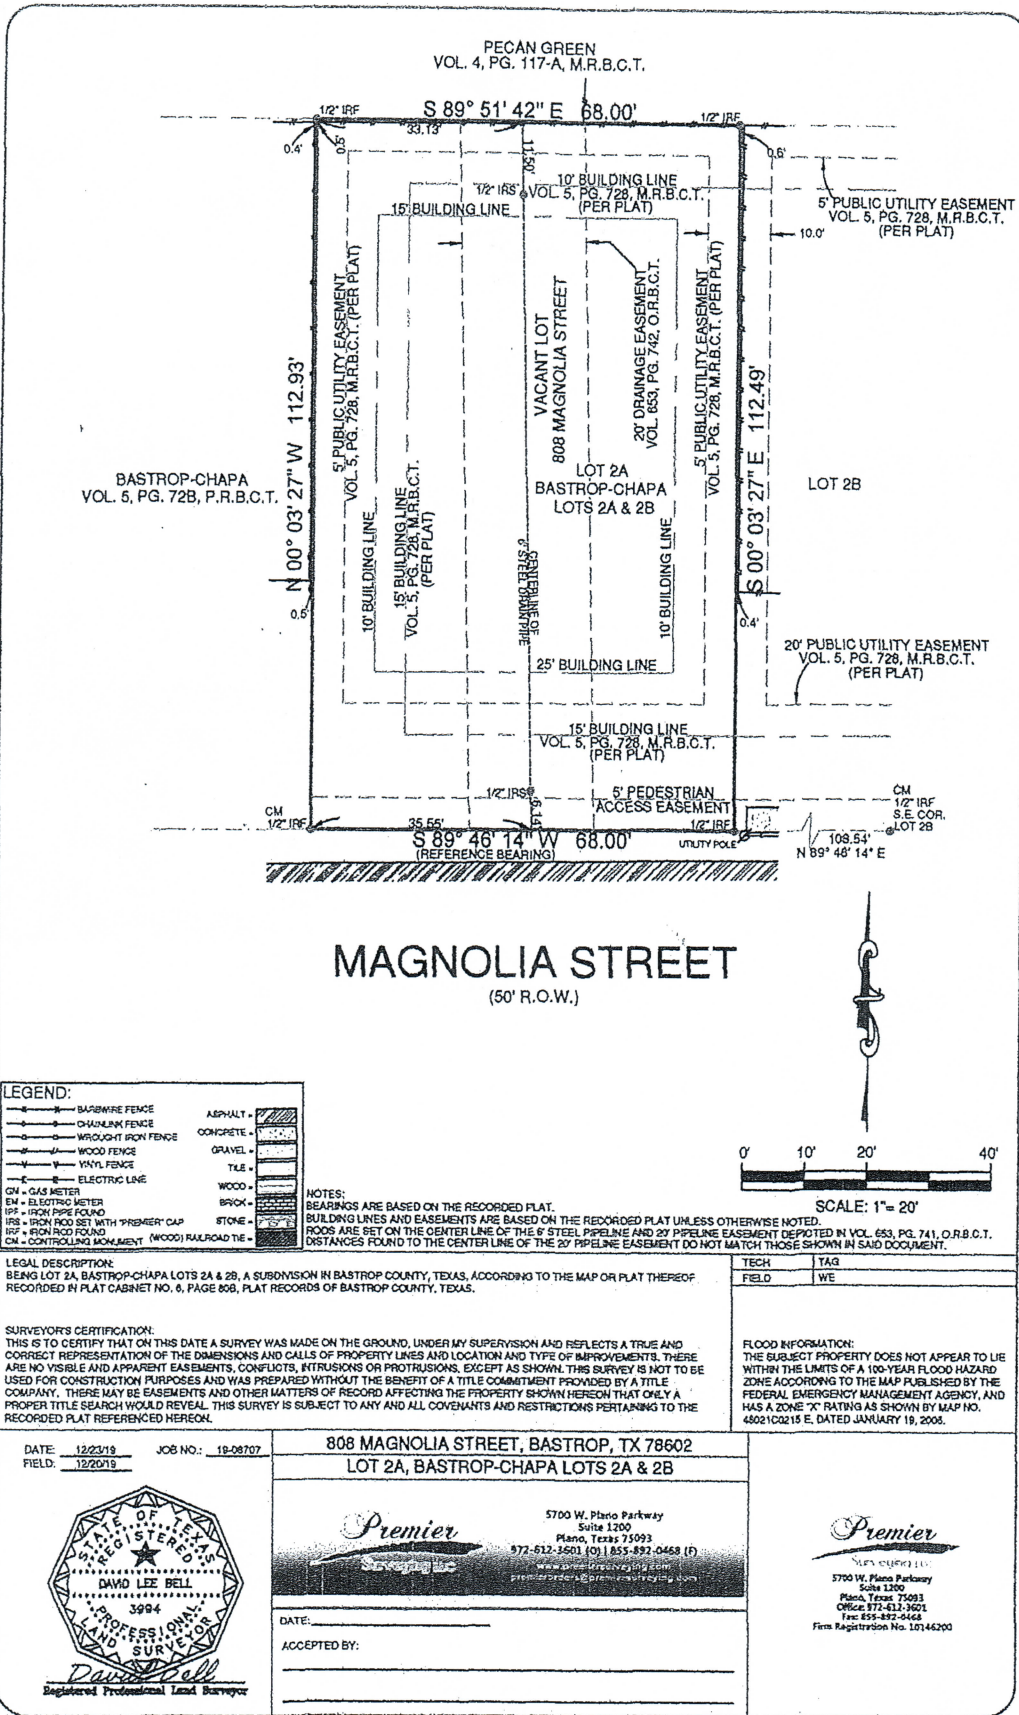 PECAN GREEN
VOL. 4, PG. 117-A, M.R.B.C.T.
S 89° 51' 42" E 68.00'
1/2" IRF
1/2" IRF
33.13'
0.4'
0.6'
11.50'
1/2" IRS
10' BUILDING LINE
VOL. 5, PG. 728, M.R.B.C.T.
(PER PLAT)
15' BUILDING LINE
5' PUBLIC UTILITY EASEMENT
VOL. 5, PG. 728, M.R.B.C.T.
(PER PLAT)
10.0'
5' PUBLIC UTILITY EASEMENT
VOL. 5, PG. 728, M.R.B.C.T. (PER PLAT)
VACANT LOT
808 MAGNOLIA STREET
20' DRAINAGE EASEMENT
VOL. 653, PG. 742, O.R.B.C.T.
5' PUBLIC UTILITY EASEMENT
VOL. 5, PG. 728, M.R.B.C.T. (PER PLAT)
N 00° 03' 27" W 112.93'
S 00° 03' 27" E 112.49'
BASTROP-CHAPA
VOL. 5, PG. 72B, P.R.B.C.T.
LOT 2A
BASTROP-CHAPA
LOTS 2A & 2B
LOT 2B
10' BUILDING LINE
15' BUILDING LINE
VOL. 5, PG. 728, M.R.B.C.T.
(PER PLAT)
CENTERLINE OF
6" STEEL DRAIN PIPE
10' BUILDING LINE
0.5'
0.4'
20' PUBLIC UTILITY EASEMENT
VOL. 5, PG. 728, M.R.B.C.T.
(PER PLAT)
25' BUILDING LINE
15' BUILDING LINE
VOL. 5, PG. 728, M.R.B.C.T.
(PER PLAT)
1/2" IRS
6.14'
5' PEDESTRIAN
ACCESS EASEMENT
CM
1/2" IRF
S.E. COR.
LOT 2B
CM
1/2" IRF
35.55'
1/2" IRF
S 89° 46' 14" W 68.00'
(REFERENCE BEARING)
UTILITY POLE
108.54'
N 89° 46' 14" E
MAGNOLIA STREET
(50' R.O.W.)
LEGEND:
BARBWIRE FENCE
CHAINLINK FENCE
WROUGHT IRON FENCE
WOOD FENCE
VINYL FENCE
ELECTRIC LINE
GM = GAS METER
EM = ELECTRIC METER
IPF = IRON PIPE FOUND
IRS = IRON ROD SET WITH "PREMIER" CAP
IRF = IRON ROD FOUND
CM = CONTROLLING MONUMENT
ASPHALT =
CONCRETE =
GRAVEL =
TILE =
WOOD =
BRICK =
STONE =
(WOOD) RAILROAD TIE =
0' 10' 20' 40'
SCALE: 1"= 20'
NOTES:
BEARINGS ARE BASED ON THE RECORDED PLAT.
BUILDING LINES AND EASEMENTS ARE BASED ON THE RECORDED PLAT UNLESS OTHERWISE NOTED.
RODS ARE SET ON THE CENTER LINE OF THE 6' STEEL PIPELINE AND 20' PIPELINE EASEMENT DEPICTED IN VOL. 653, PG. 741, O.R.B.C.T.
DISTANCES FOUND TO THE CENTER LINE OF THE 20' PIPELINE EASEMENT DO NOT MATCH THOSE SHOWN IN SAID DOCUMENT.
LEGAL DESCRIPTION:
BEING LOT 2A, BASTROP-CHAPA LOTS 2A & 2B, A SUBDIVISION IN BASTROP COUNTY, TEXAS, ACCORDING TO THE MAP OR PLAT THEREOF
RECORDED IN PLAT CABINET NO. 6, PAGE 80B, PLAT RECORDS OF BASTROP COUNTY, TEXAS.
TECH TAG
FIELD WE
SURVEYOR'S CERTIFICATION:
THIS IS TO CERTIFY THAT ON THIS DATE A SURVEY WAS MADE ON THE GROUND, UNDER MY SUPERVISION AND REFLECTS A TRUE AND
CORRECT REPRESENTATION OF THE DIMENSIONS AND CALLS OF PROPERTY LINES AND LOCATION AND TYPE OF IMPROVEMENTS. THERE
ARE NO VISIBLE AND APPARENT EASEMENTS, CONFLICTS, INTRUSIONS OR PROTRUSIONS, EXCEPT AS SHOWN. THIS SURVEY IS NOT TO BE
USED FOR CONSTRUCTION PURPOSES AND WAS PREPARED WITHOUT THE BENEFIT OF A TITLE COMMITMENT PROVIDED BY A TITLE
COMPANY. THERE MAY BE EASEMENTS AND OTHER MATTERS OF RECORD AFFECTING THE PROPERTY SHOWN HEREON THAT ONLY A
PROPER TITLE SEARCH WOULD REVEAL. THIS SURVEY IS SUBJECT TO ANY AND ALL COVENANTS AND RESTRICTIONS PERTAINING TO THE
RECORDED PLAT REFERENCED HEREON.
FLOOD INFORMATION:
THE SUBJECT PROPERTY DOES NOT APPEAR TO LIE
WITHIN THE LIMITS OF A 100-YEAR FLOOD HAZARD
ZONE ACCORDING TO THE MAP PUBLISHED BY THE
FEDERAL EMERGENCY MANAGEMENT AGENCY, AND
HAS A ZONE "X" RATING AS SHOWN BY MAP NO.
48021C0215 E, DATED JANUARY 19, 2006.
DATE: 12/23/19 JOB NO.: 19-08707
FIELD: 12/20/19
808 MAGNOLIA STREET, BASTROP, TX 78602
LOT 2A, BASTROP-CHAPA LOTS 2A & 2B
STATE OF TEXAS
REGISTERED
DAVID LEE BELL
3994
PROFESSIONAL
LAND SURVEYOR
David Bell
Registered Professional Land Surveyor
Premier
Surveying LLC
5700 W. Plano Parkway
Suite 1200
Plano, Texas 75093
972-612-3601 (O) | 855-892-0468 (F)
www.premiersurveying.com
premierorders@premiersurveying.com
DATE:
ACCEPTED BY:
Premier
Surveying LLC
5700 W. Plano Parkway
Suite 1200
Plano, Texas 75093
Office: 972-612-3601
Fax: 855-892-0468
Firm Registration No. 10146200